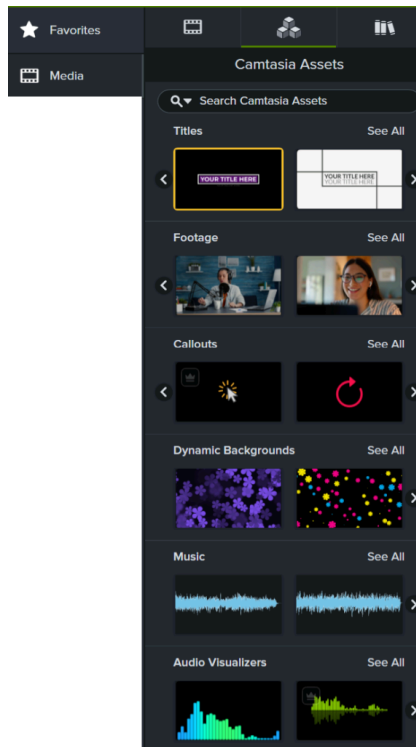 Favorites
Media
Camtasia Assets
Search Camtasia Assets
Titles See All
YOUR TITLE HERE
YOUR TITLE HERE
YOUR TITLE HERE
Footage See All
Callouts See All
Dynamic Backgrounds See All
Music See All
Audio Visualizers See All